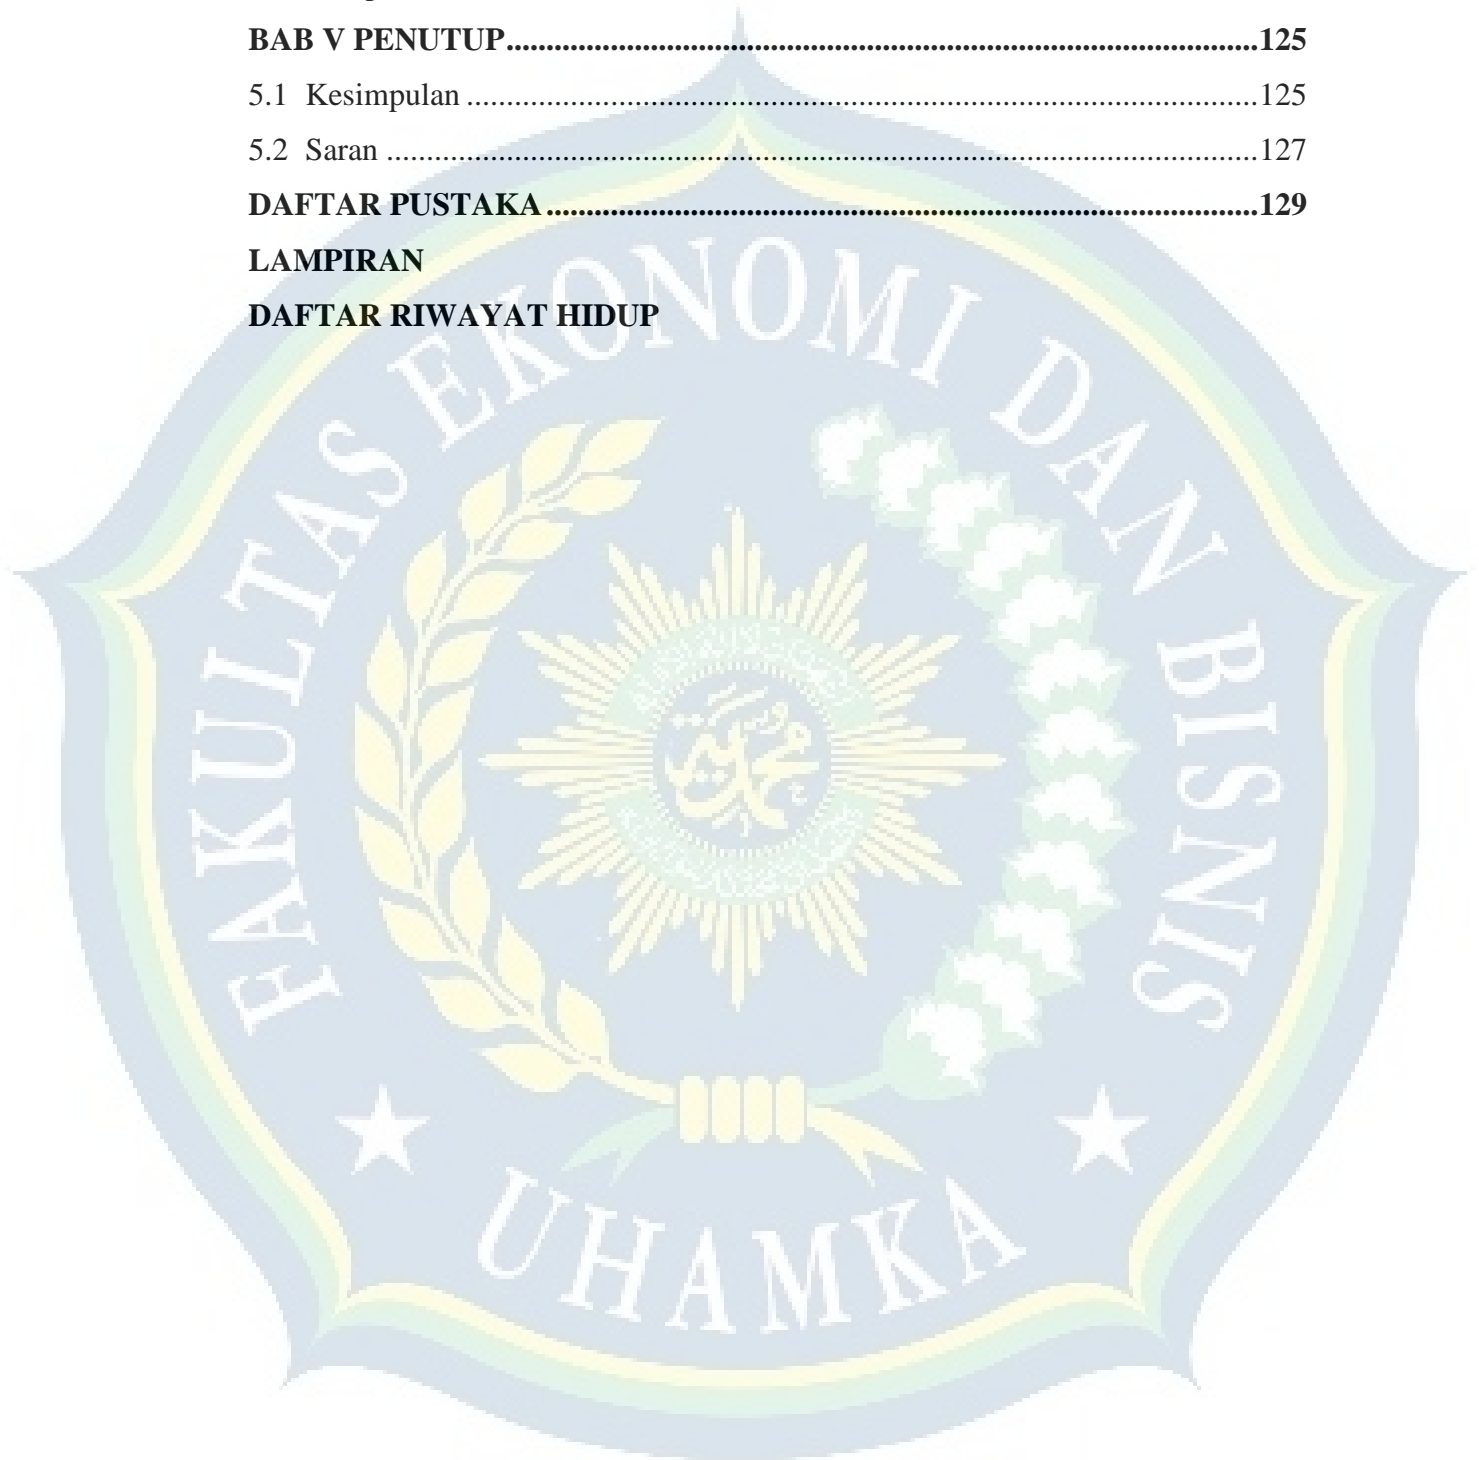 BAB V PENUTUP..........125
5.1 Kesimpulan..........125
5.2 Saran..........127
DAFTAR PUSTAKA..........129
LAMPIRAN
DAFTAR RIWAYAT HIDUP
FAKULTAS EKONOMI DAN BISNIS
محمدية
UHAMKA